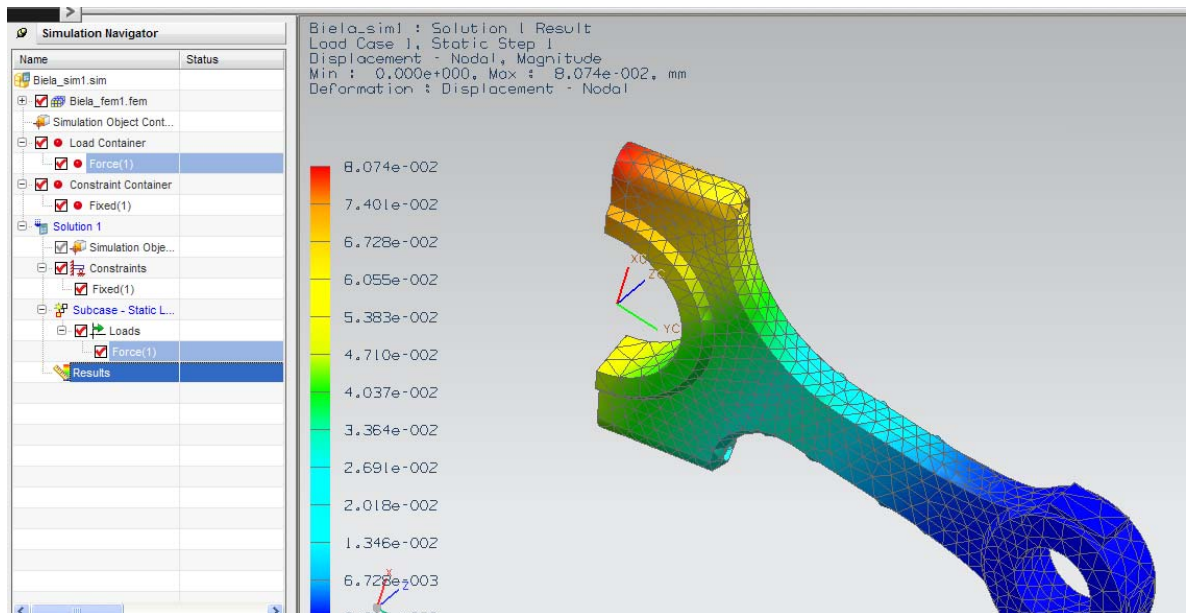 Simulation Navigator
Name Status
Biela_sim1.sim
Biela_fem1.fem
Simulation Object Cont...
Load Container
Force(1)
Constraint Container
Fixed(1)
Solution 1
Simulation Obje...
Constraints
Fixed(1)
Subcase - Static L...
Loads
Force(1)
Results
Biela_sim1 : Solution 1 Result
Load Case 1, Static Step 1
Displacement - Nodal, Magnitude
Min : 0.000e+000, Max : 8.074e-002, mm
Deformation : Displacement - Nodal
8.074e-002
7.401e-002
6.728e-002
6.055e-002
5.383e-002
4.710e-002
4.037e-002
3.364e-002
2.691e-002
2.018e-002
1.346e-002
6.728e-003
YC
X
Z